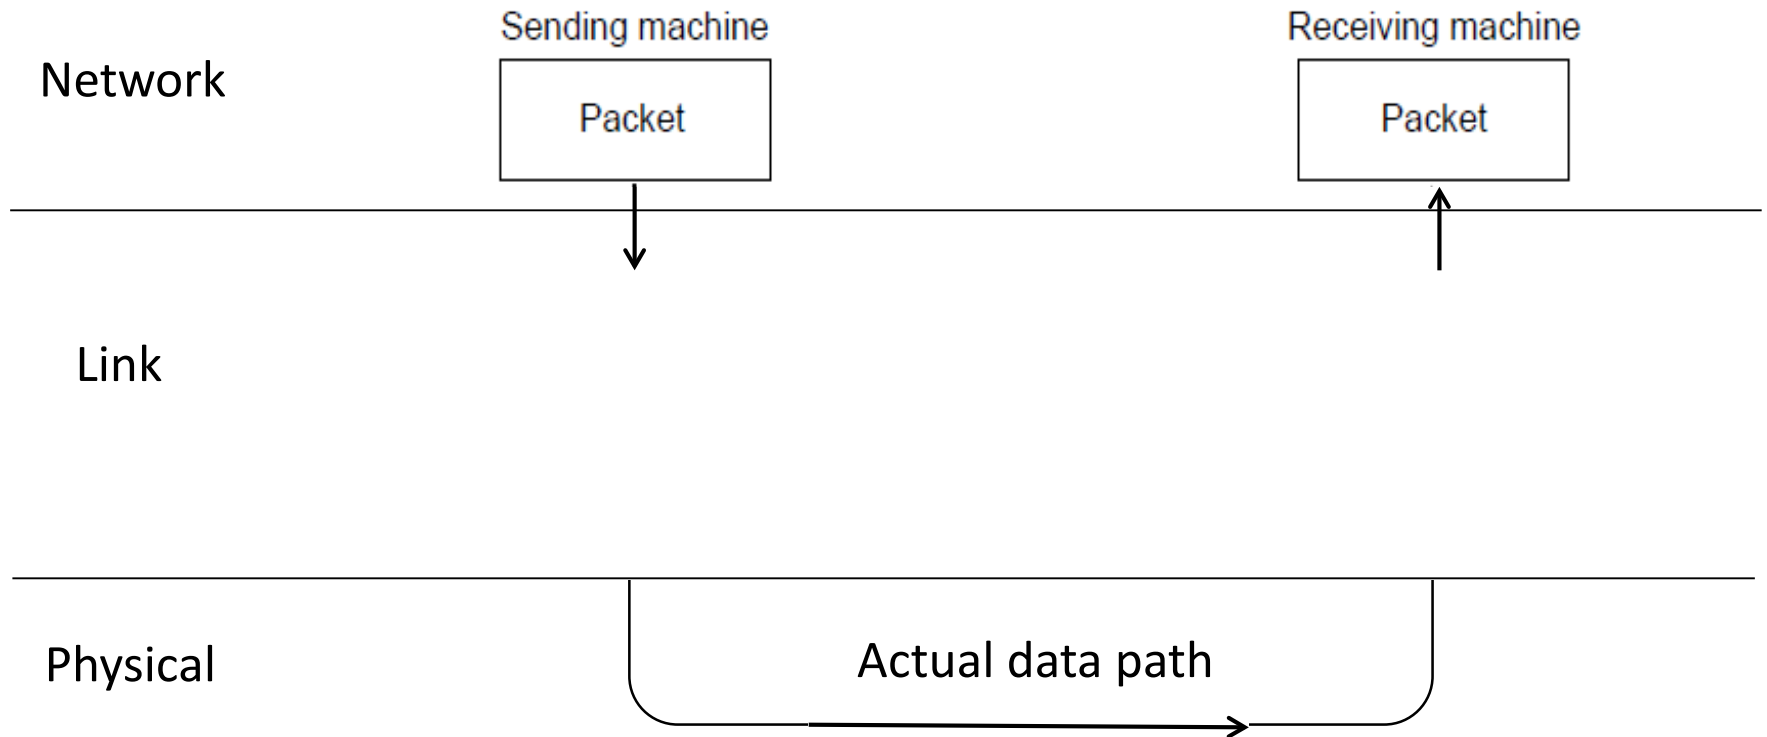 Sending machine
Receiving machine
Network
Packet
Packet
Link
Physical
Actual data path